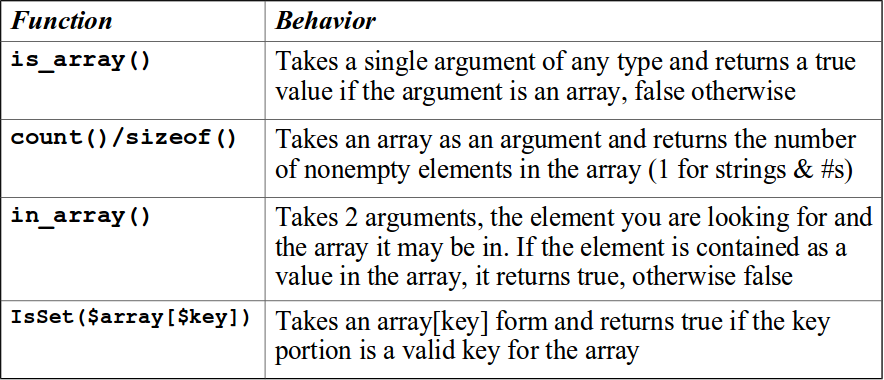 Function Behavior
is_array() Takes a single argument of any type and returns a true
value if the argument is an array, false otherwise
count()/sizeof() Takes an array as an argument and returns the number
of nonempty elements in the array (1 for strings & #s)
in_array() Takes 2 arguments, the element you are looking for and
the array it may be in. If the element is contained as a
value in the array, it returns true, otherwise false
IsSet($array[$key]) Takes an array[key] form and returns true if the key
portion is a valid key for the array